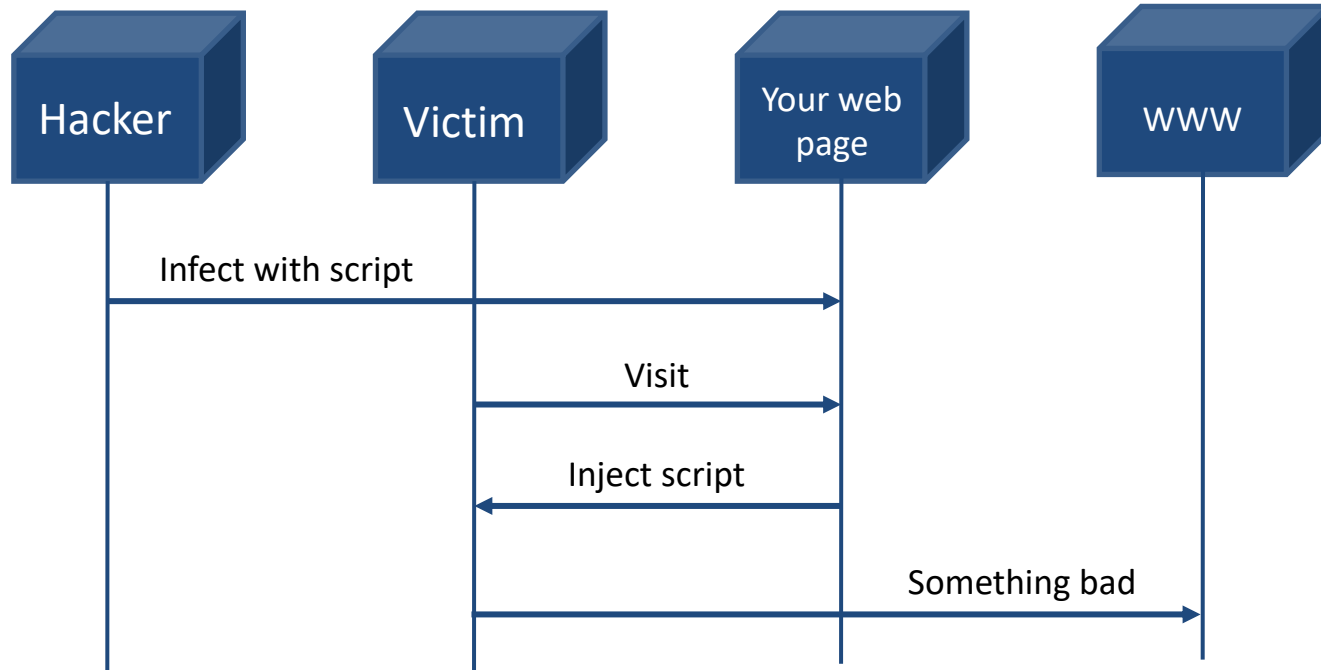 Hacker
Victim
Your web
page
WWW
Infect with script
Visit
Inject script
Something bad